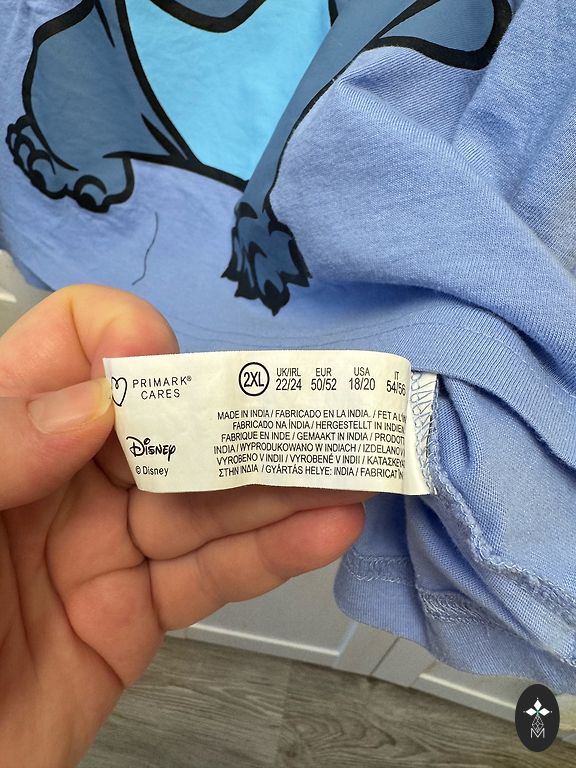 PRIMARK®
CARES
2XL
UK/IRL EUR USA IT
22/24 50/52 18/20 54/56
Disney
© Disney
MADE IN INDIA / FABRICADO EN LA INDIA. / FET A L'
FABRICADO NA ÍNDIA / HERGESTELLT IN INDIEN
FABRIQUE EN INDE / GEMAAKT IN INDIA / PRODOTT
INDIA / WYPRODUKOWANO W INDIACH / IZDELANO
VYROBENO V INDII / VYROBENÉ V INDII / ΚΑΤΑΣΚΕΥΑ
ΣΤΗΝ ΙΝΔΙΑ / GYÁRTÁS HELYE: INDIA / FABRICAT
M